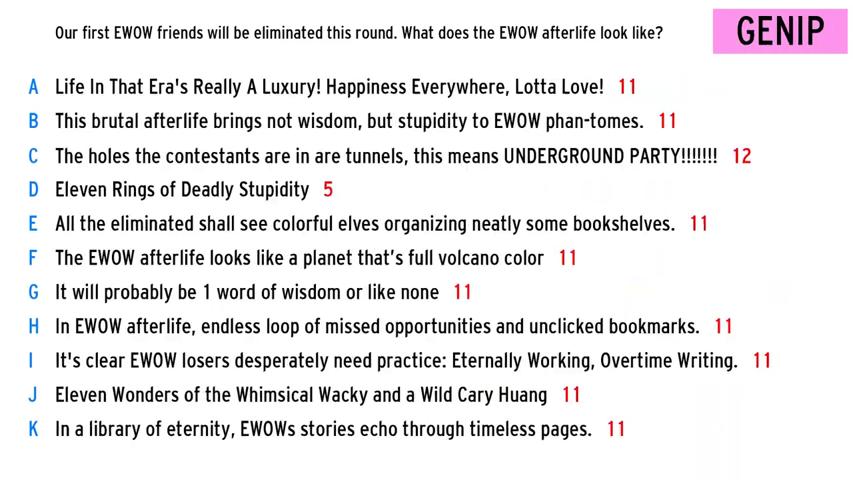 Our first EWOW friends will be eliminated this round. What does the EWOW afterlife look like?
GENIP
A Life In That Era's Really A Luxury! Happiness Everywhere, Lotta Love! 11
B This brutal afterlife brings not wisdom, but stupidity to EWOW phan-tomes. 11
C The holes the contestants are in are tunnels, this means UNDERGROUND PARTY!!!!!!! 12
D Eleven Rings of Deadly Stupidity 5
E All the eliminated shall see colorful elves organizing neatly some bookshelves. 11
F The EWOW afterlife looks like a planet that's full volcano color 11
G It will probably be 1 word of wisdom or like none 11
H In EWOW afterlife, endless loop of missed opportunities and unclicked bookmarks. 11
I It's clear EWOW losers desperately need practice: Eternally Working, Overtime Writing. 11
J Eleven Wonders of the Whimsical Wacky and a Wild Cary Huang 11
K In a library of eternity, EWOWs stories echo through timeless pages. 11